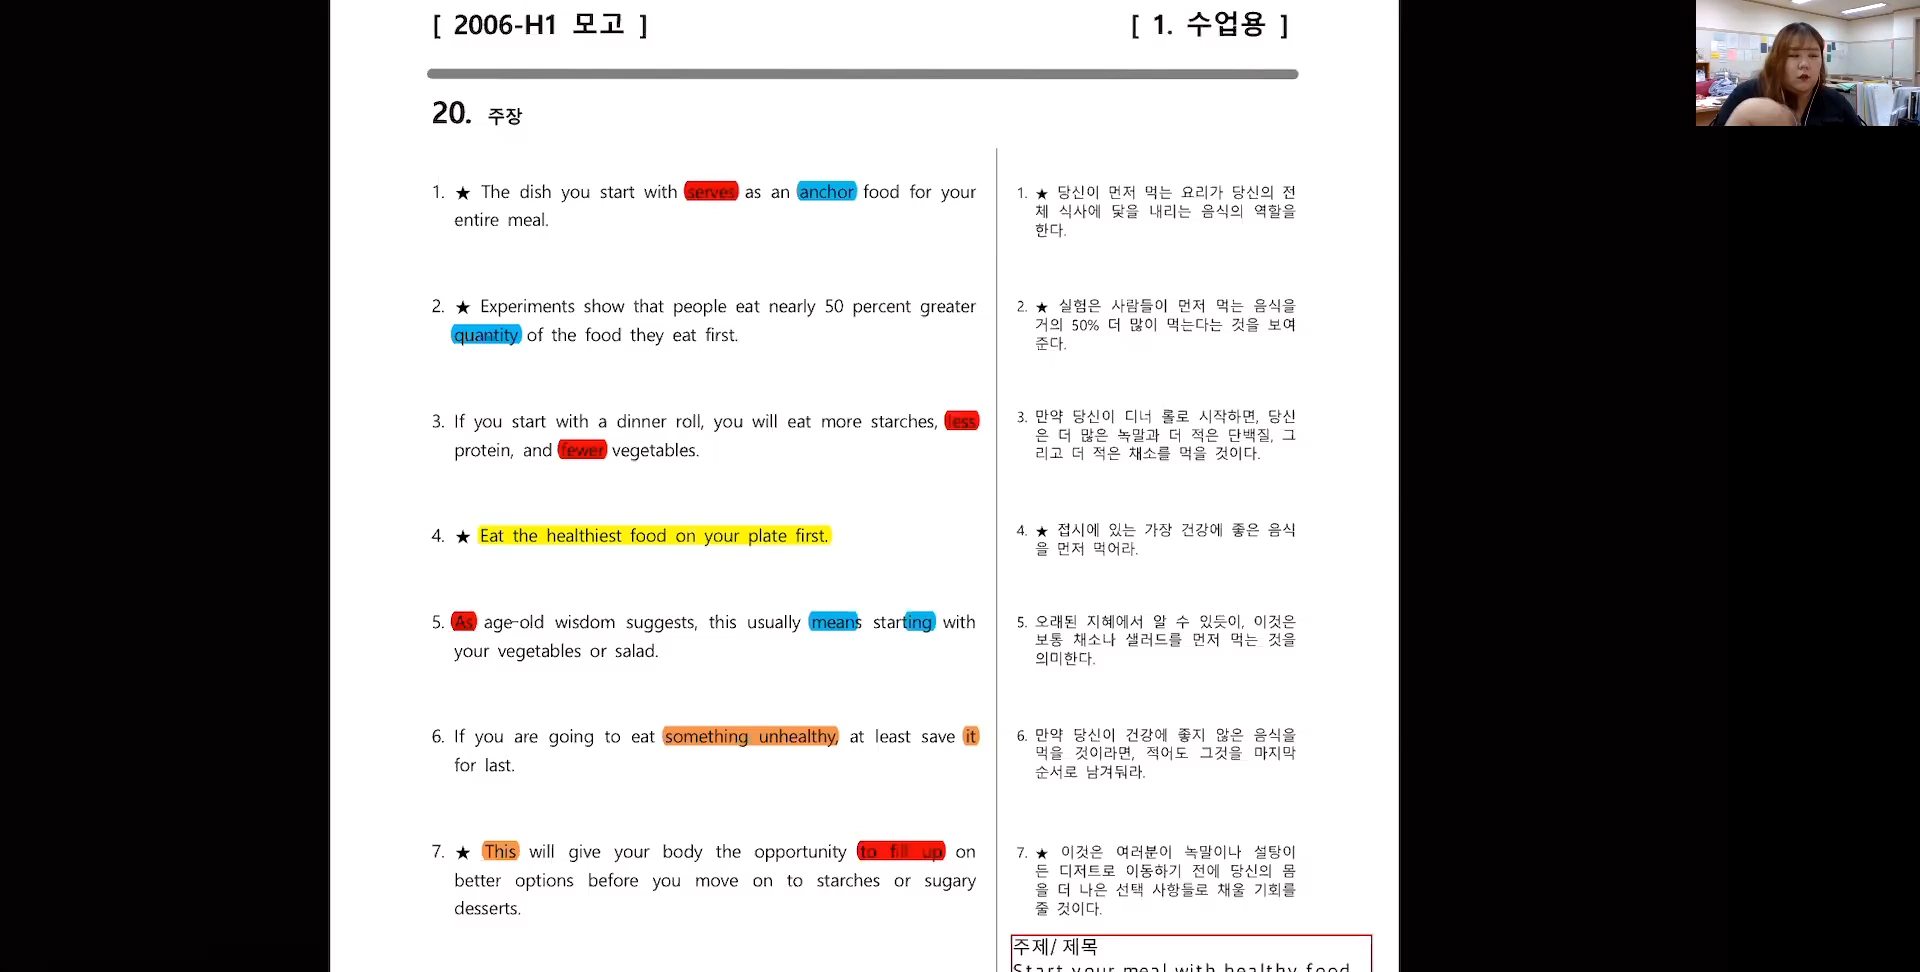 [ 2006-H1 모고 ]
[ 1. 수업용 ]
20. 주장
1. ★ The dish you start with serves as an anchor food for your
entire meal.
2. ★ Experiments show that people eat nearly 50 percent greater
quantity of the food they eat first.
3. If you start with a dinner roll, you will eat more starches, less
protein, and fewer vegetables.
4. ★ Eat the healthiest food on your plate first.
5. As age-old wisdom suggests, this usually means starting with
your vegetables or salad.
6. If you are going to eat something unhealthy, at least save it
for last.
7. ★ This will give your body the opportunity to fill up on
better options before you move on to starches or sugary
desserts.
1. ★ 당신이 먼저 먹는 요리가 당신의 전
체 식사에 닻을 내리는 음식의 역할을
한다.
2. ★ 실험은 사람들이 먼저 먹는 음식을
거의 50% 더 많이 먹는다는 것을 보여
준다.
3. 만약 당신이 디너 롤로 시작하면, 당신
은 더 많은 녹말과 더 적은 단백질, 그
리고 더 적은 채소를 먹을 것이다.
4. ★ 접시에 있는 가장 건강에 좋은 음식
을 먼저 먹어라.
5. 오래된 지혜에서 알 수 있듯이, 이것은
보통 채소나 샐러드를 먼저 먹는 것을
의미한다.
6. 만약 당신이 건강에 좋지 않은 음식을
먹을 것이라면, 적어도 그것을 마지막
순서로 남겨둬라.
7. ★ 이것은 여러분이 녹말이나 설탕이
든 디저트로 이동하기 전에 당신의 몸
을 더 나은 선택 사항들로 채울 기회를
줄 것이다.
주제/ 제목
Start your meal with healthy food